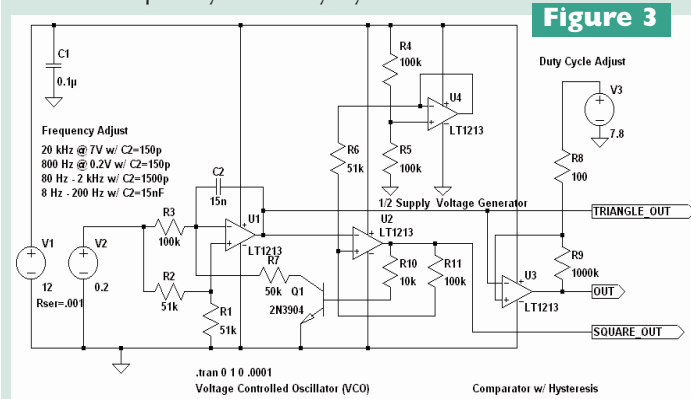 Figure 3
C1
0.1µ
R4
100k
Duty Cycle Adjust
V3
7.8
U4
LT1213
Frequency Adjust
20 kHz @ 7V w/ C2=150p
800 Hz @ 0.2V w/ C2=150p
80 Hz - 2 kHz w/ C2=1500p
8 Hz - 200 Hz w/ C2=15nF
R6
51k
R5
100k
R8
100
C2
15n
1/2 Supply Voltage Generator
TRIANGLE_OUT
R3
100k
U1
LT1213
U2
LT1213
V1
12
Rser=.001
V2
0.2
R2
51k
R1
51k
R7
50k
Q1
2N3904
R10
10k
R11
100k
U3
LT1213
R9
1000k
OUT
SQUARE_OUT
.tran 0 1 0 .0001
Voltage Controlled Oscillator (VCO)
Comparator w/ Hysteresis